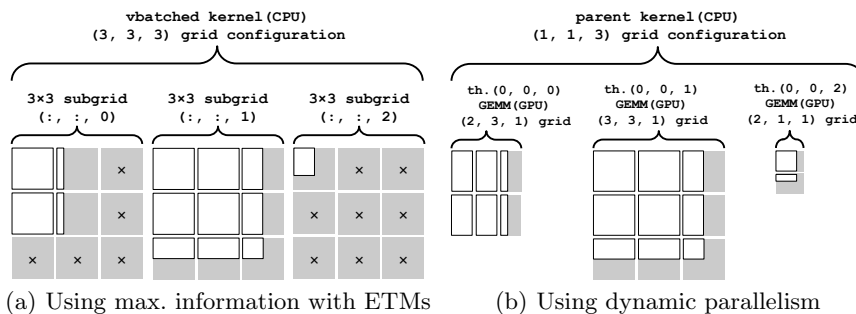 vbatched kernel(CPU)
(3, 3, 3) grid configuration
3×3 subgrid
(:, :, 0)
3×3 subgrid
(:, :, 1)
3×3 subgrid
(:, :, 2)
× × × × × × × × × × × × ×
(a) Using max. information with ETMs
parent kernel(CPU)
(1, 1, 3) grid configuration
th.(0, 0, 0)
GEMM(GPU)
(2, 3, 1) grid
th.(0, 0, 1)
GEMM(GPU)
(3, 3, 1) grid
th.(0, 0, 2)
GEMM(GPU)
(2, 1, 1) grid
(b) Using dynamic parallelism